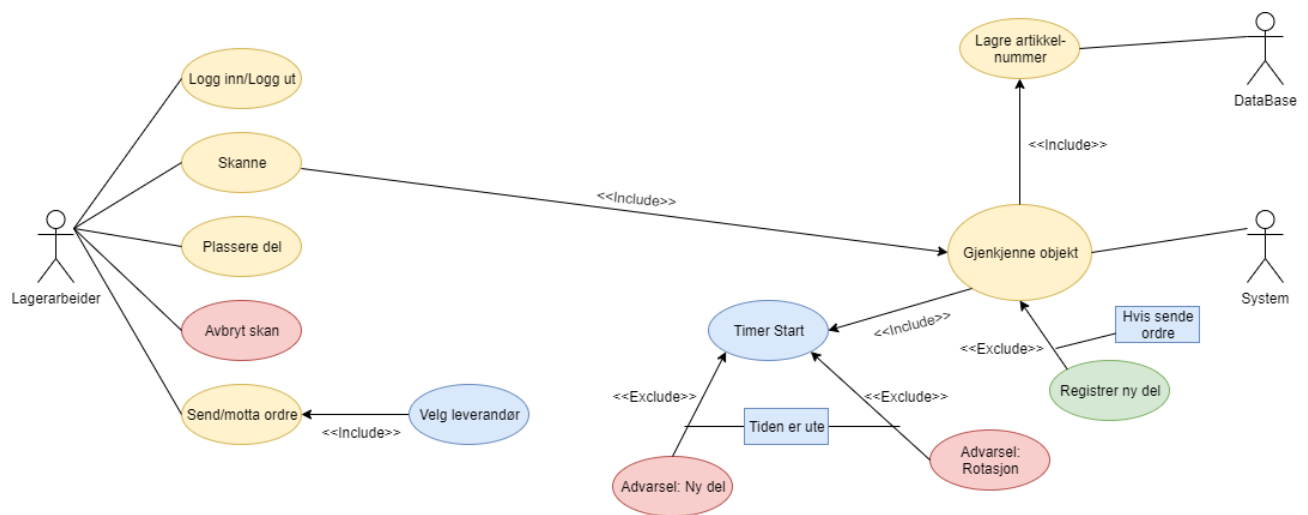 Lagre artikkel-
nummer
DataBase
Logg inn/Logg ut
<<Include>>
Skanne
<<Include>>
Plassere del
Gjenkjenne objekt
Lagerarbeider
System
Avbryt skan
Timer Start
<<Include>>
Hvis sende
ordre
<<Exclude>>
Registrer ny del
<<Exclude>>
<<Exclude>>
Send/motta ordre
Velg leverandør
<<Include>>
Tiden er ute
Advarsel:
Rotasjon
Advarsel: Ny del